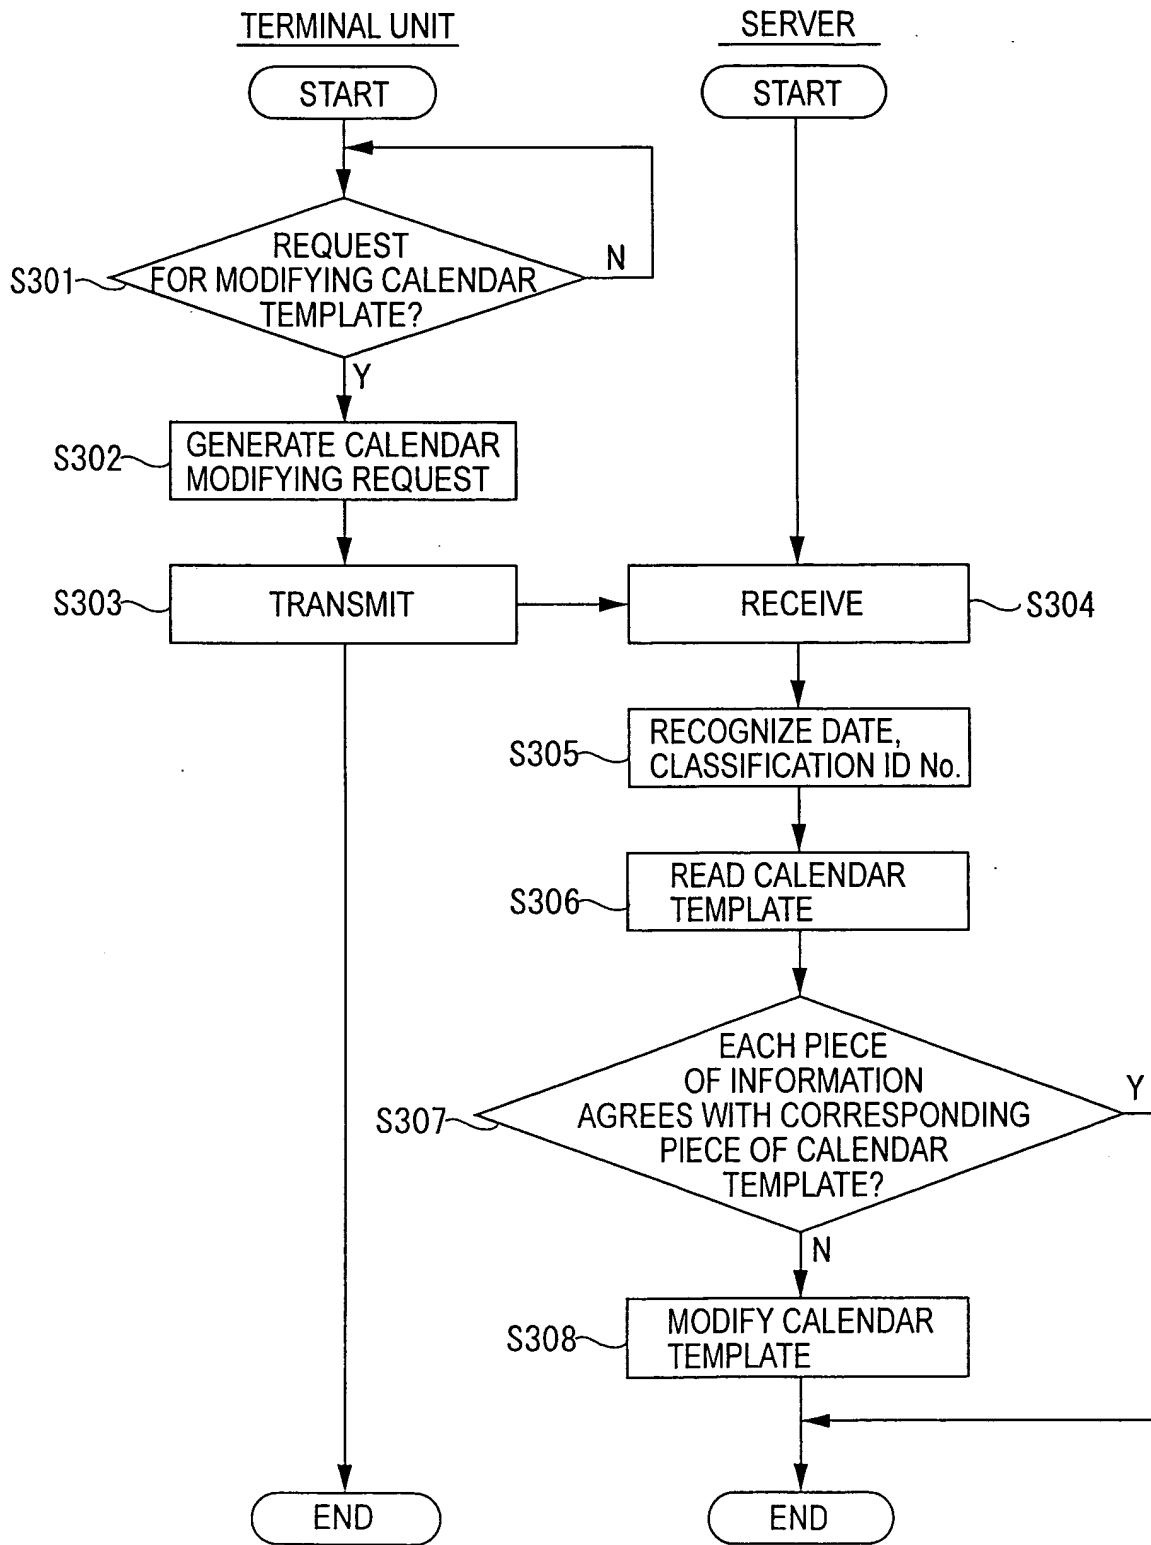 TERMINAL UNIT
SERVER
START
START
REQUEST
FOR MODIFYING CALENDAR
TEMPLATE?
N
S301
Y
GENERATE CALENDAR
MODIFYING REQUEST
S302
S303
TRANSMIT
RECEIVE
S304
RECOGNIZE DATE,
CLASSIFICATION ID No.
S305
READ CALENDAR
TEMPLATE
S306
EACH PIECE
OF INFORMATION
AGREES WITH CORRESPONDING
PIECE OF CALENDAR
TEMPLATE?
Y
S307
N
MODIFY CALENDAR
TEMPLATE
S308
END
END